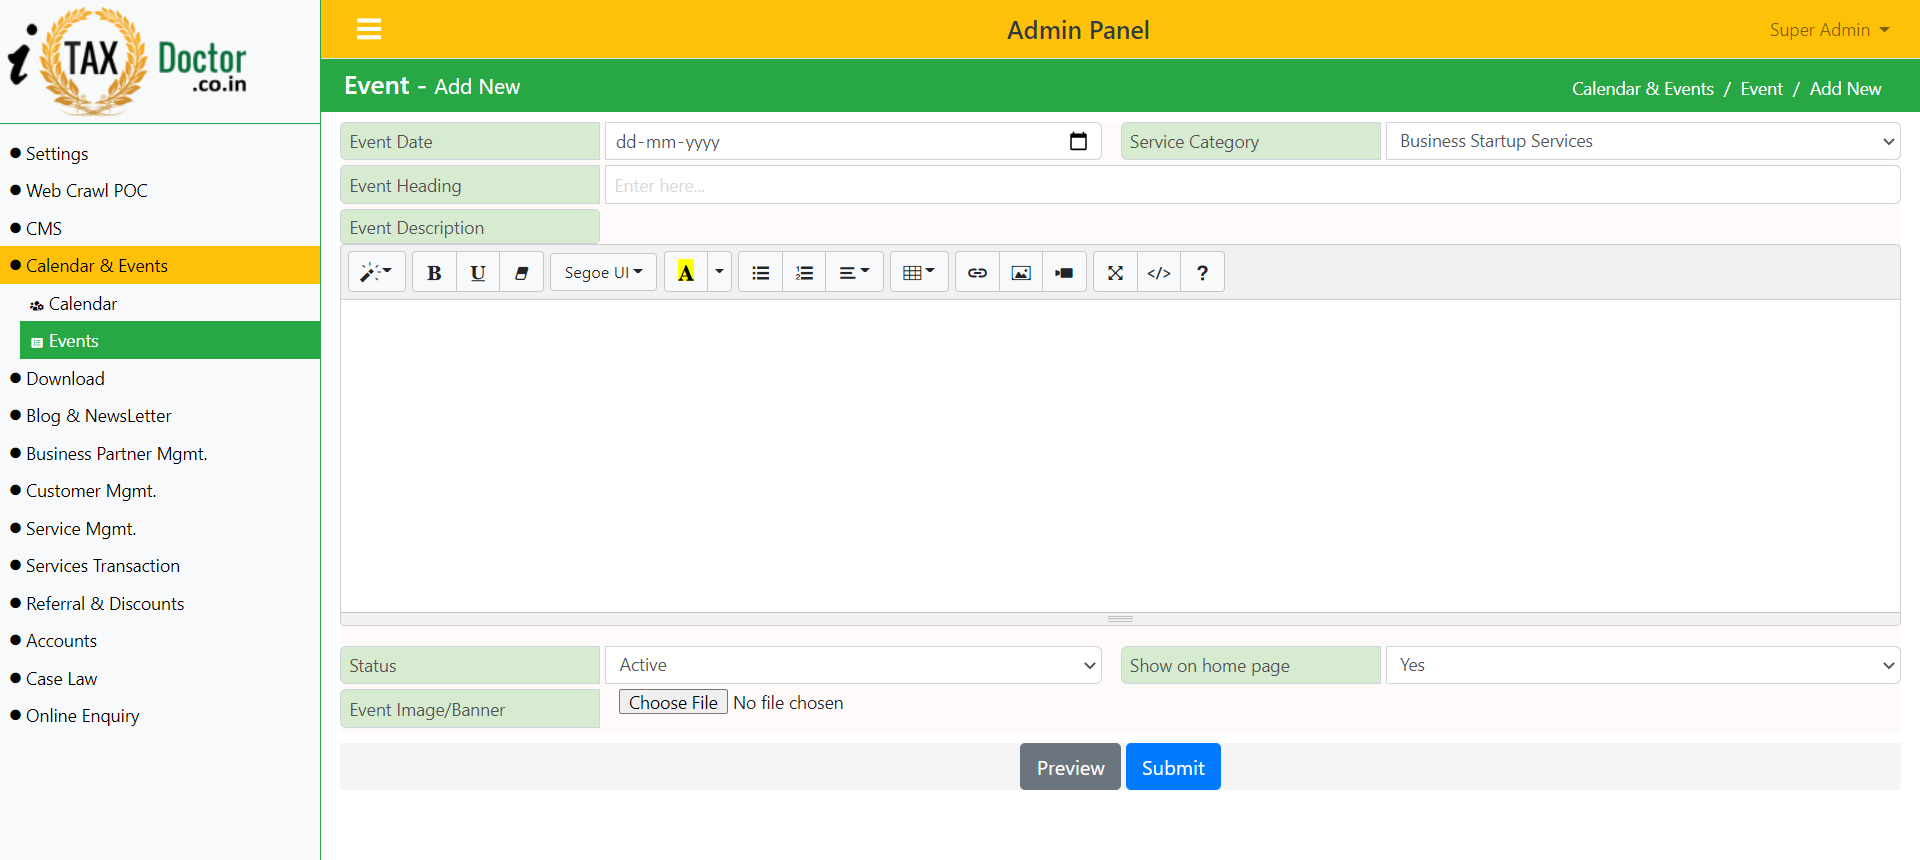 i TAX Doctor
.co.in
Admin Panel
Super Admin
Event - Add New
Calendar & Events / Event / Add New
Settings
Web Crawl POC
CMS
Calendar & Events
Calendar
Events
Download
Blog & NewsLetter
Business Partner Mgmt.
Customer Mgmt.
Service Mgmt.
Services Transaction
Referral & Discounts
Accounts
Case Law
Online Enquiry
Event Date
dd-mm-yyyy
Service Category
Business Startup Services
Event Heading
Enter here...
Event Description
B U Segoe UI A </> ?
Status
Active
Show on home page
Yes
Event Image/Banner
Choose File No file chosen
Preview
Submit